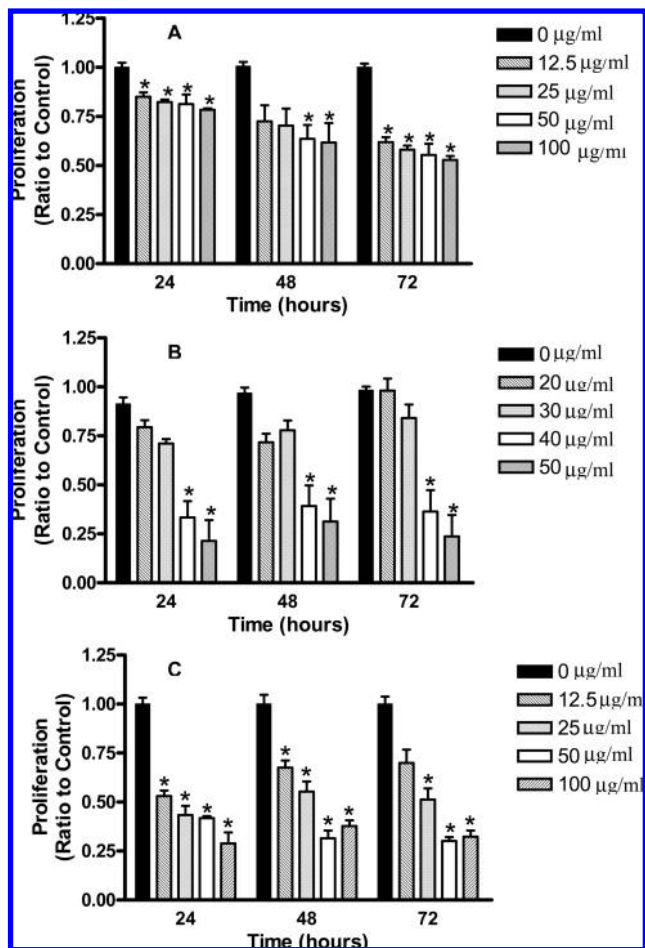 A
1.25
1.00
0.75
0.50
0.25
0.00
Proliferation
(Ratio to Control)
* * * * * * * * * *
24 48 72
Time (hours)
0 µg/ml
12.5 µg/ml
25 µg/ml
50 µg/ml
100 µg/ml
B
1.25
1.00
0.75
0.50
0.25
0.00
Proliferation
(Ratio to Control)
* * * * * *
24 48 72
Time (hours)
0 µg/ml
20 µg/ml
30 µg/ml
40 µg/ml
50 µg/ml
C
1.25
1.00
0.75
0.50
0.25
0.00
Proliferation
(Ratio to Control)
* * * * * * * * * * *
24 48 72
Time (hours)
0 µg/ml
12.5 µg/m
25 µg/ml
50 µg/ml
100 µg/ml